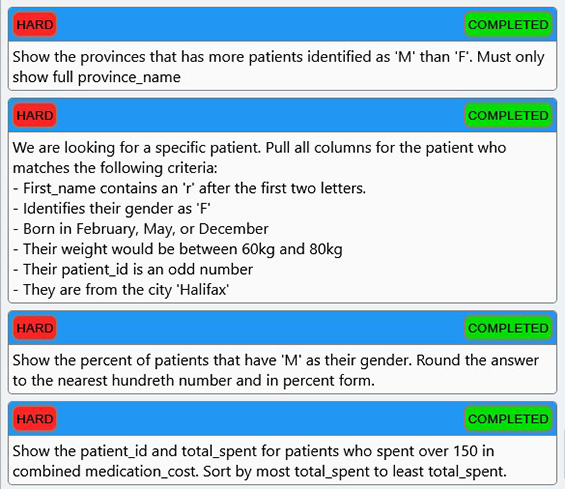 HARD COMPLETED
Show the provinces that has more patients identified as 'M' than 'F'. Must only
show full province_name
HARD COMPLETED
We are looking for a specific patient. Pull all columns for the patient who
matches the following criteria:
- First_name contains an 'r' after the first two letters.
- Identifies their gender as 'F'
- Born in February, May, or December
- Their weight would be between 60kg and 80kg
- Their patient_id is an odd number
- They are from the city 'Halifax'
HARD COMPLETED
Show the percent of patients that have 'M' as their gender. Round the answer
to the nearest hundreth number and in percent form.
HARD COMPLETED
Show the patient_id and total_spent for patients who spent over 150 in
combined medication_cost. Sort by most total_spent to least total_spent.